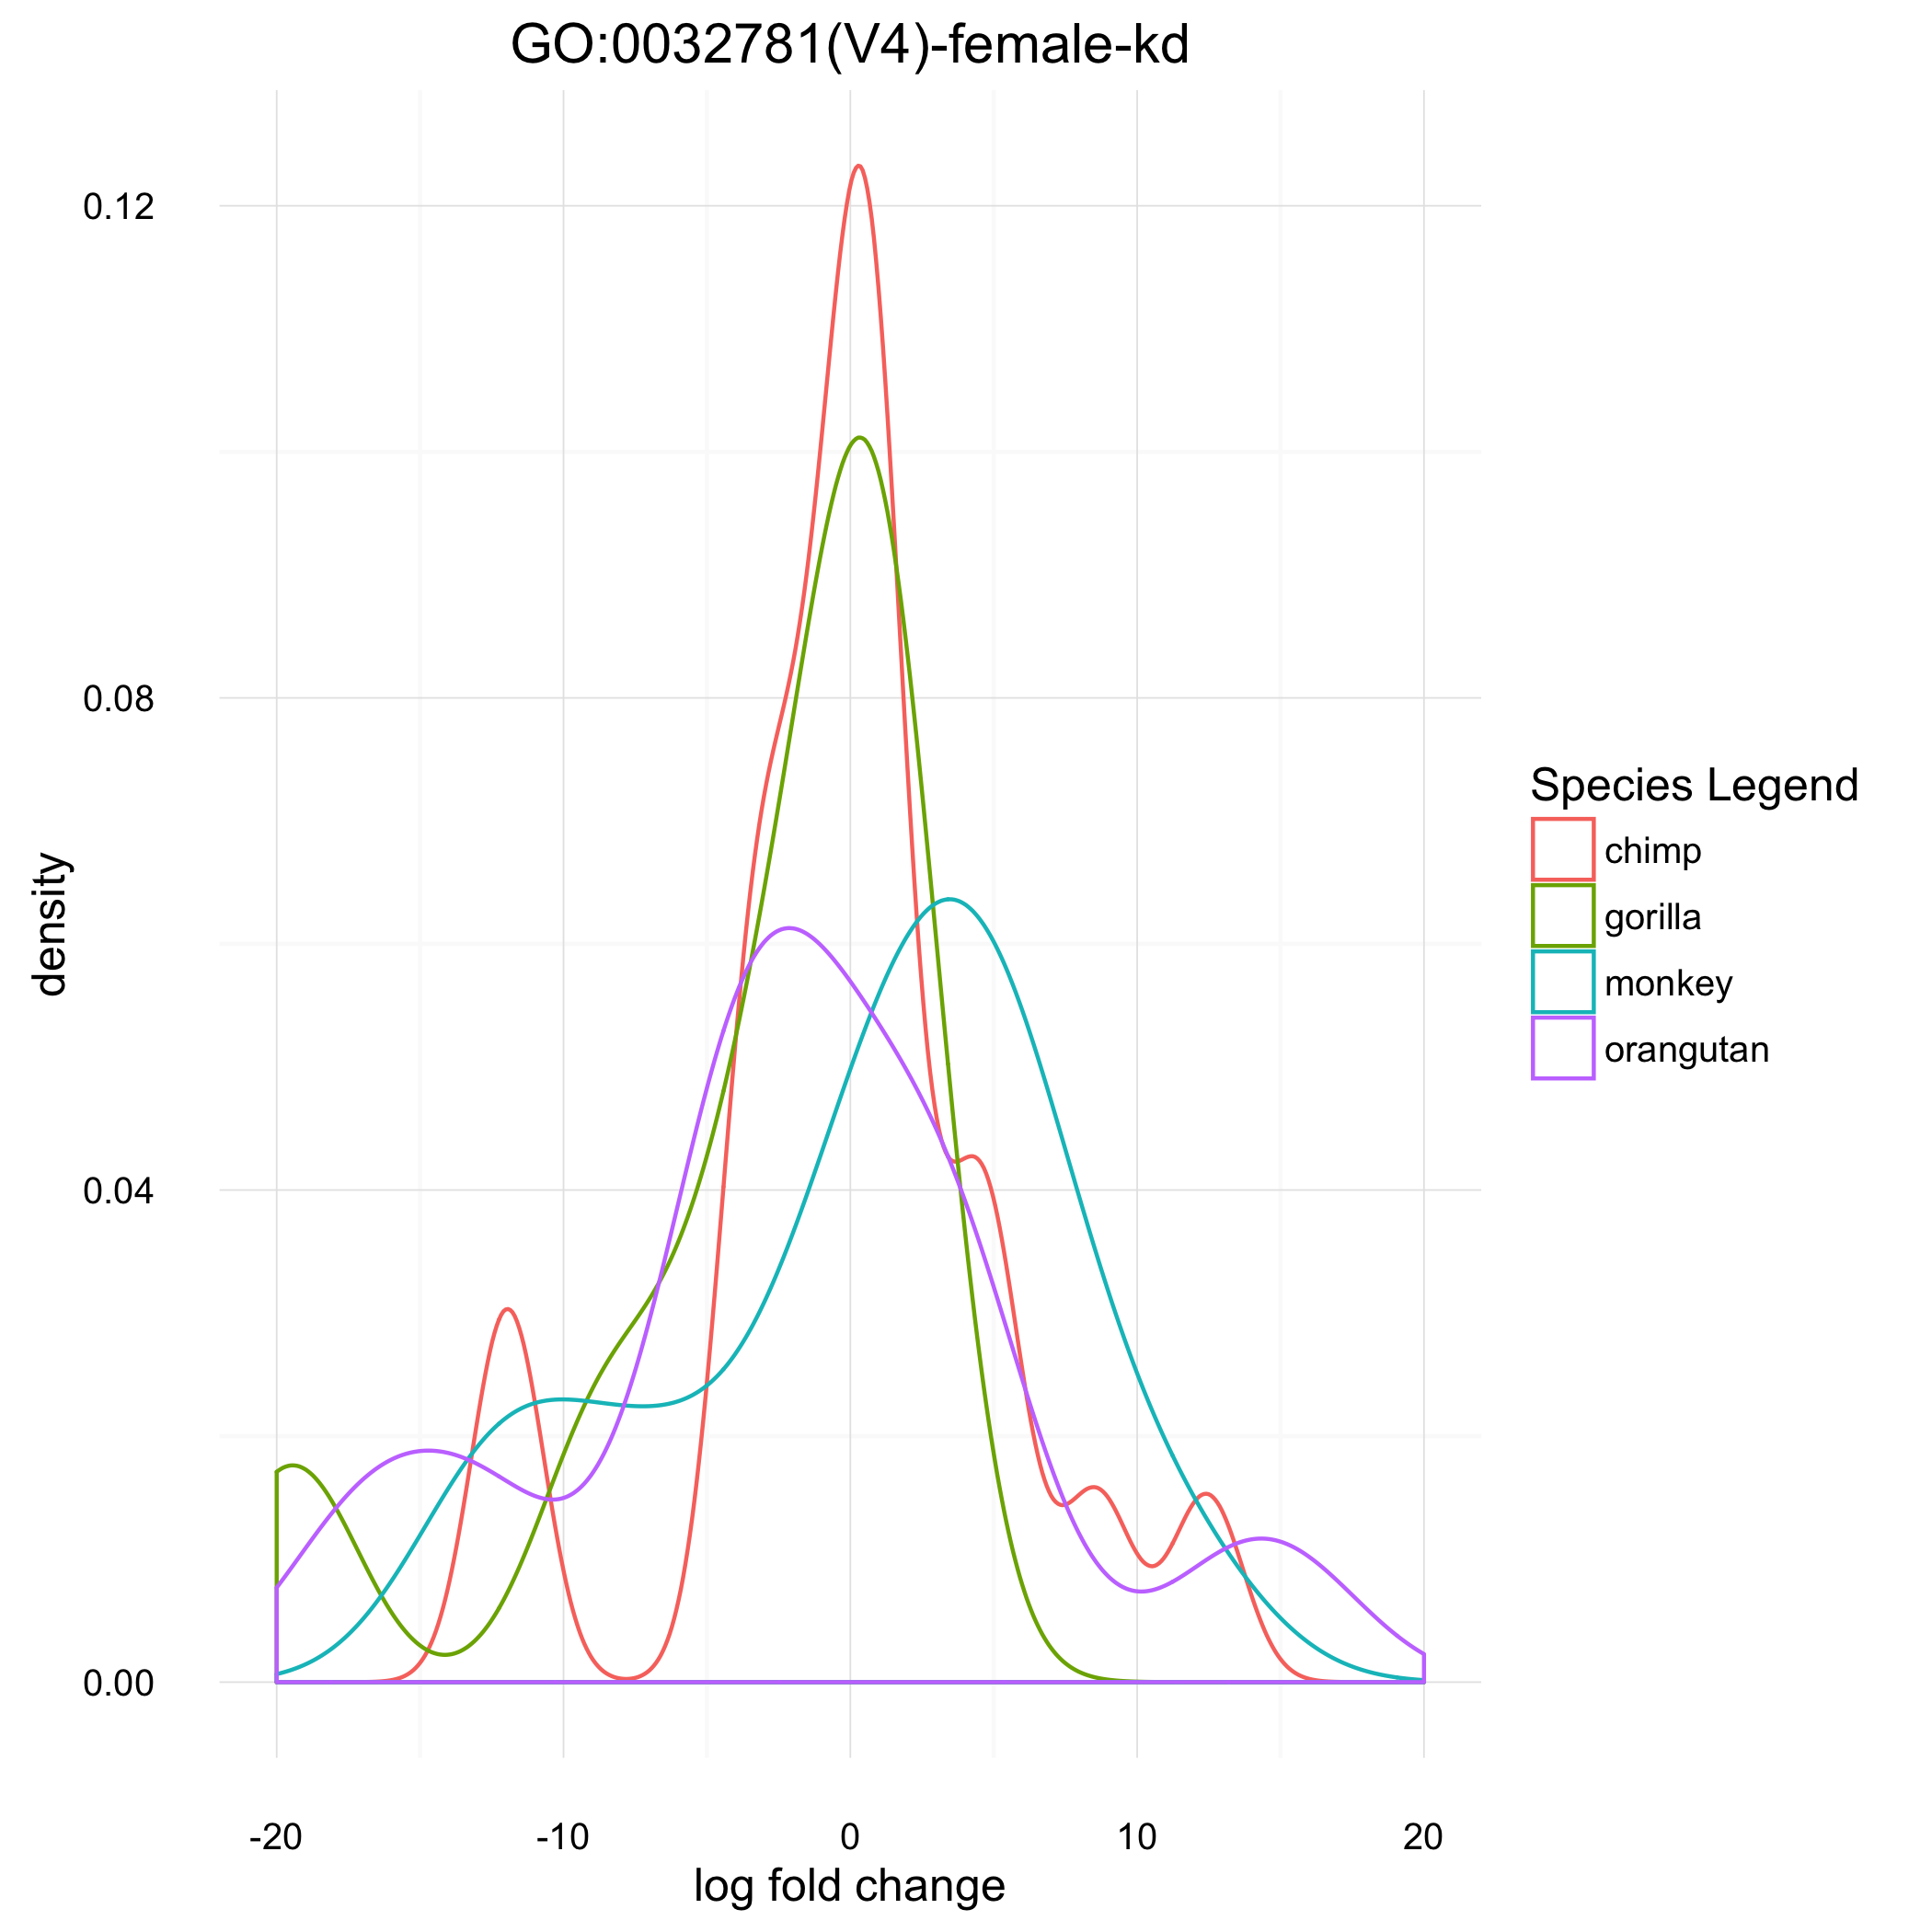 GO:0032781(V4)-female-kd
0.12
0.08
0.04
0.00
density
-20 -10 0 10 20
log fold change
Species Legend
chimp
gorilla
monkey
orangutan